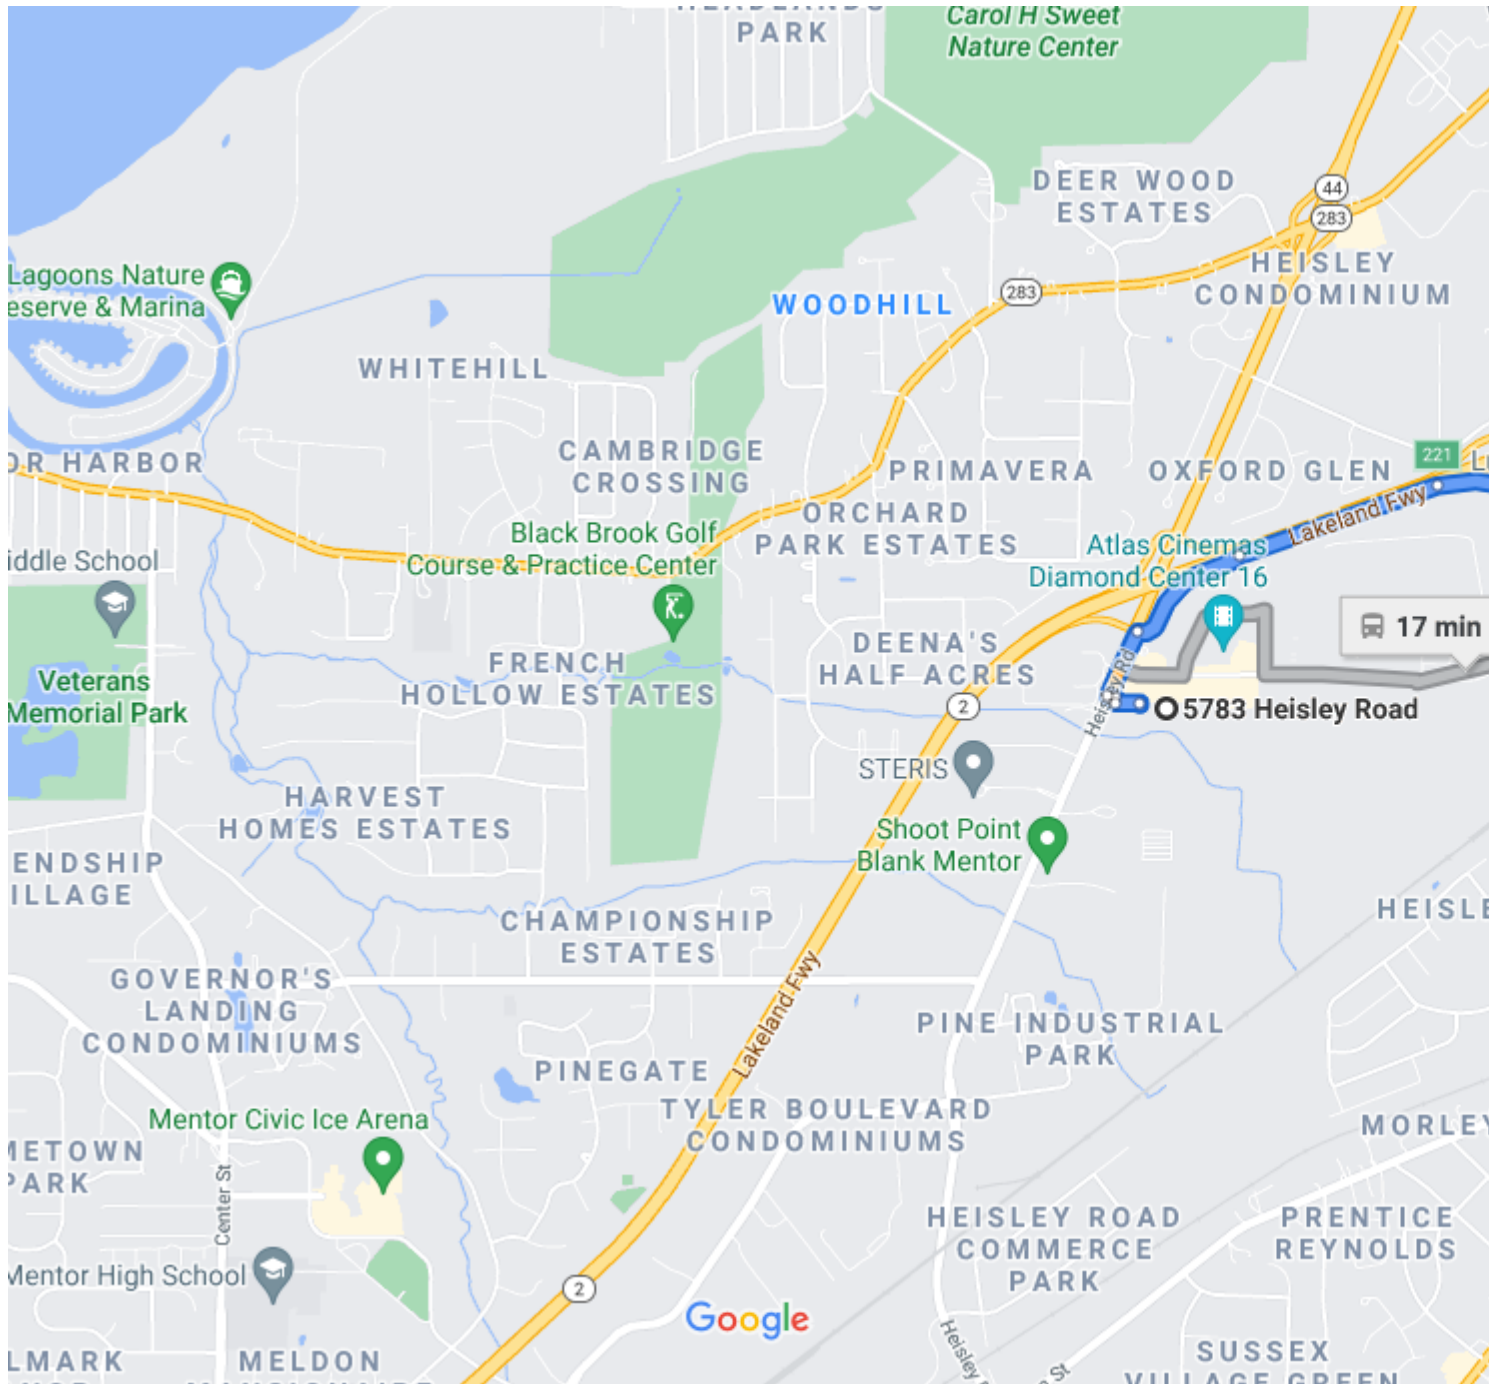 HEADLANDS
PARK
Carol H Sweet
Nature Center
DEER WOOD
ESTATES
44
283
HEISLEY
CONDOMINIUM
Lagoons Nature
eserve & Marina
283
WOODHILL
WHITEHILL
OR HARBOR
CAMBRIDGE
CROSSING
PRIMAVERA
OXFORD GLEN
221
Lakeland Fwy
ORCHARD
PARK ESTATES
Black Brook Golf
Course & Practice Center
Atlas Cinemas
Diamond Center 16
iddle School
17 min
DEENA'S
HALF ACRES
FRENCH
HOLLOW ESTATES
Veterans
Memorial Park
Heisley Rd
2
5783 Heisley Road
STERIS
HARVEST
HOMES ESTATES
Shoot Point
Blank Mentor
ENDSHIP
ILLAGE
HEISLE
CHAMPIONSHIP
ESTATES
GOVERNOR'S
LANDING
CONDOMINIUMS
Lakeland Fwy
PINE INDUSTRIAL
PARK
PINEGATE
TYLER BOULEVARD
CONDOMINIUMS
Mentor Civic Ice Arena
METOWN
PARK
MORLEY
Center St
HEISLEY ROAD
COMMERCE
PARK
PRENTICE
REYNOLDS
Mentor High School
2
Google
Heisley
St
SUSSEX
VILLAGE GREEN
LMARK
MELDON